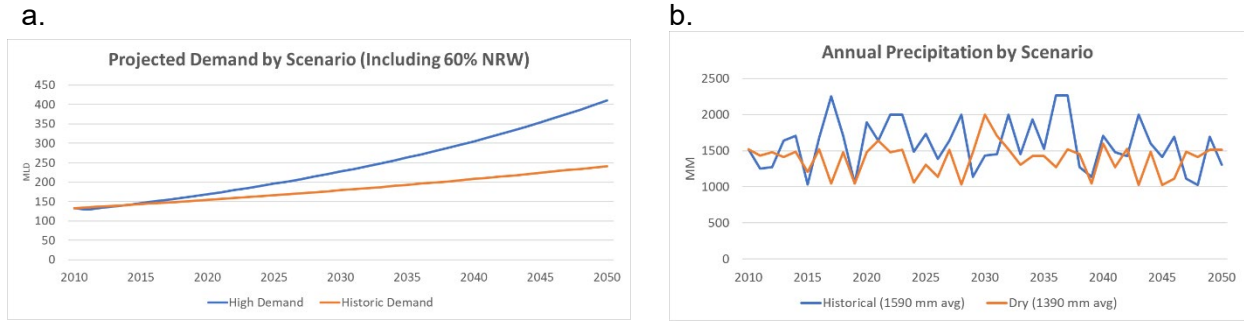 a.
Projected Demand by Scenario (Including 60% NRW)
450
400
350
300
250
200
150
100
50
0
MLD
2010 2015 2020 2025 2030 2035 2040 2045 2050
High Demand Historic Demand
b.
Annual Precipitation by Scenario
2500
2000
1500
1000
500
0
MM
2010 2015 2020 2025 2030 2035 2040 2045 2050
Historical (1590 mm avg) Dry (1390 mm avg)